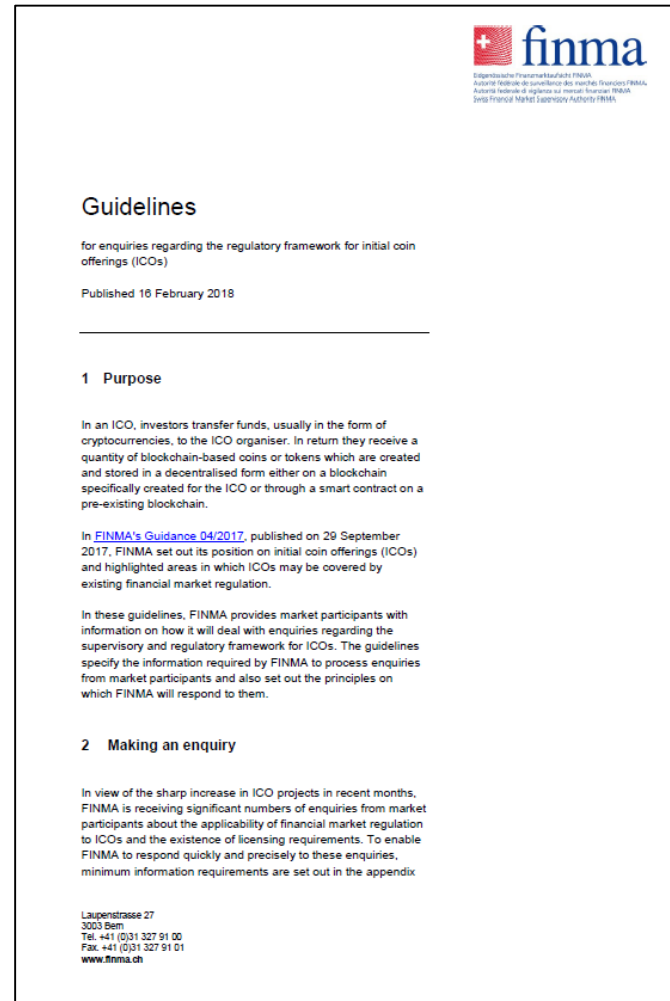 finma
Eidgenössische Finanzmarktaufsicht FINMA
Autorité fédérale de surveillance des marchés financiers FINMA
Autorità federale di vigilanza sui mercati finanziari FINMA
Swiss Financial Market Supervisory Authority FINMA
Guidelines
for enquiries regarding the regulatory framework for initial coin
offerings (ICOs)
Published 16 February 2018
1 Purpose
In an ICO, investors transfer funds, usually in the form of
cryptocurrencies, to the ICO organiser. In return they receive a
quantity of blockchain-based coins or tokens which are created
and stored in a decentralised form either on a blockchain
specifically created for the ICO or through a smart contract on a
pre-existing blockchain.
In FINMA's Guidance 04/2017, published on 29 September
2017, FINMA set out its position on initial coin offerings (ICOs)
and highlighted areas in which ICOs may be covered by
existing financial market regulation.
In these guidelines, FINMA provides market participants with
information on how it will deal with enquiries regarding the
supervisory and regulatory framework for ICOs. The guidelines
specify the information required by FINMA to process enquiries
from market participants and also set out the principles on
which FINMA will respond to them.
2 Making an enquiry
In view of the sharp increase in ICO projects in recent months,
FINMA is receiving significant numbers of enquiries from market
participants about the applicability of financial market regulation
to ICOs and the existence of licensing requirements. To enable
FINMA to respond quickly and precisely to these enquiries,
minimum information requirements are set out in the appendix
Laupenstrasse 27
3003 Bern
Tel. +41 (0)31 327 91 00
Fax. +41 (0)31 327 91 01
www.finma.ch